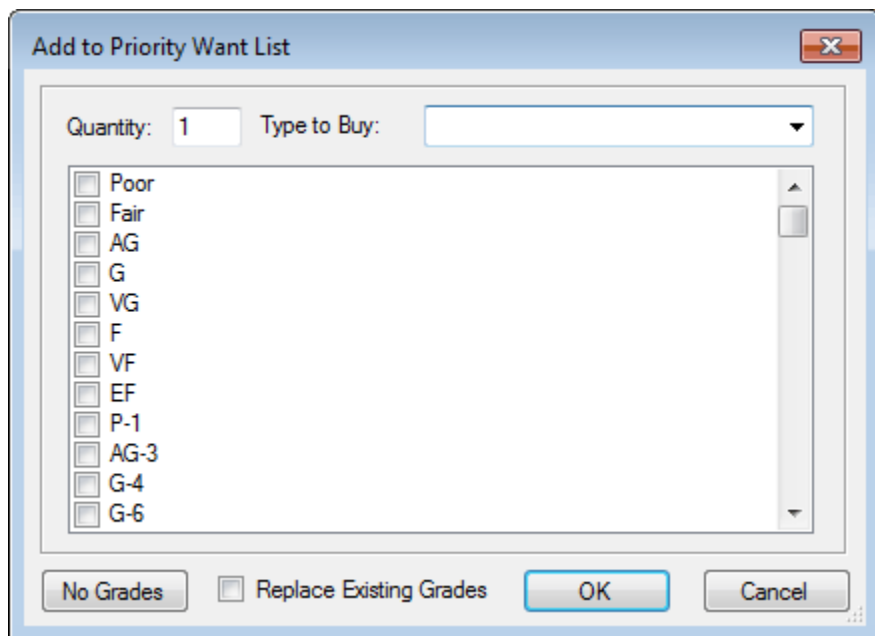 Add to Priority Want List
Quantity: 1 Type to Buy:
Poor
Fair
AG
G
VG
F
VF
EF
P-1
AG-3
G-4
G-6
No Grades Replace Existing Grades OK Cancel